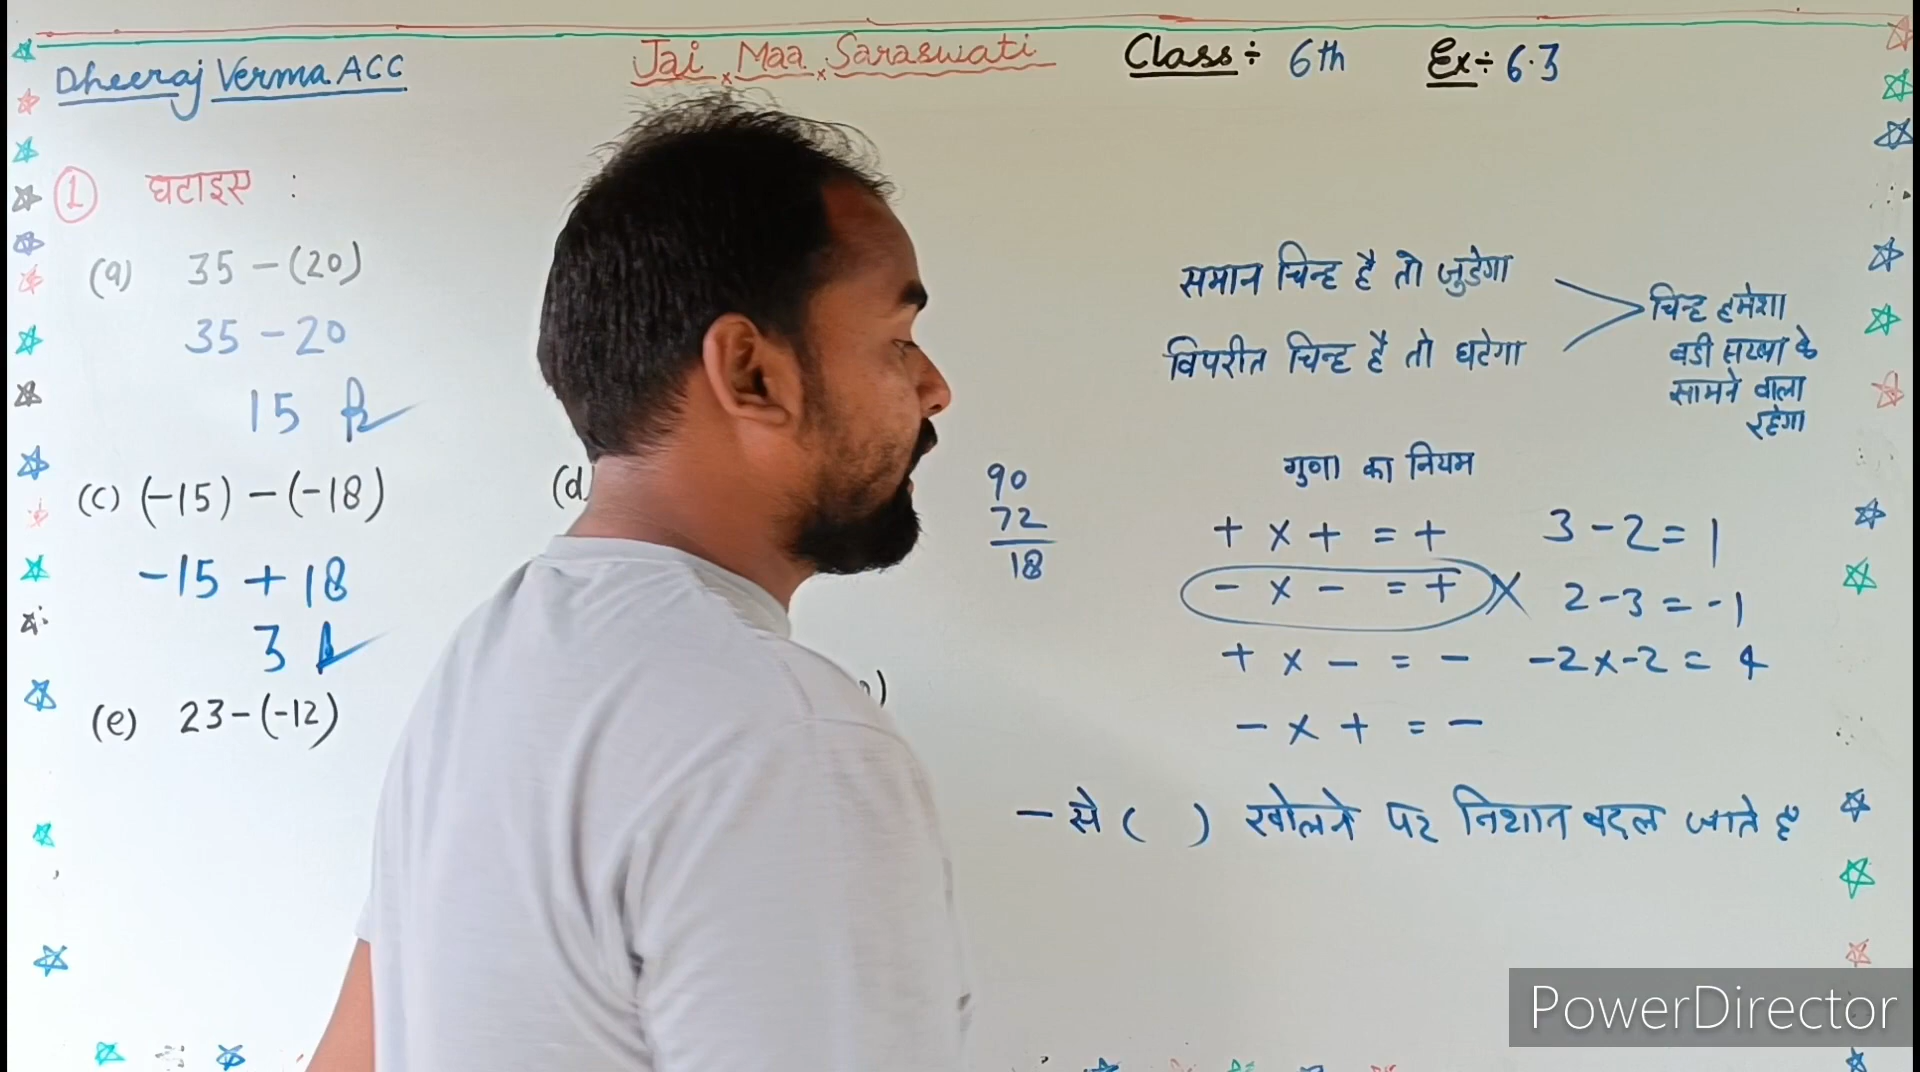 Dheeraj Verma. ACC
Jai Maa Saraswati
Class ÷ 6th
Ex ÷ 6.3
① घटाइए :
(a) 35 - (20)
35 - 20
15
(c) (-15) - (-18)
-15 + 18
3
(e) 23 - (-12)
(d)
90
72
18
समान चिन्ह है तो जुडेगा
विपरीत चिन्ह है तो घटेगा
चिन्ह हमेशा
बडी सख्या के
सामने वाला
रहेगा
गुणा का नियम
+ x + = +
- x - = +
+ x - = -
- x + = -
3 - 2 = 1
2 - 3 = -1
-2 x -2 = 4
- से ( ) खोलने पर निशान बदल जाते है
PowerDirector